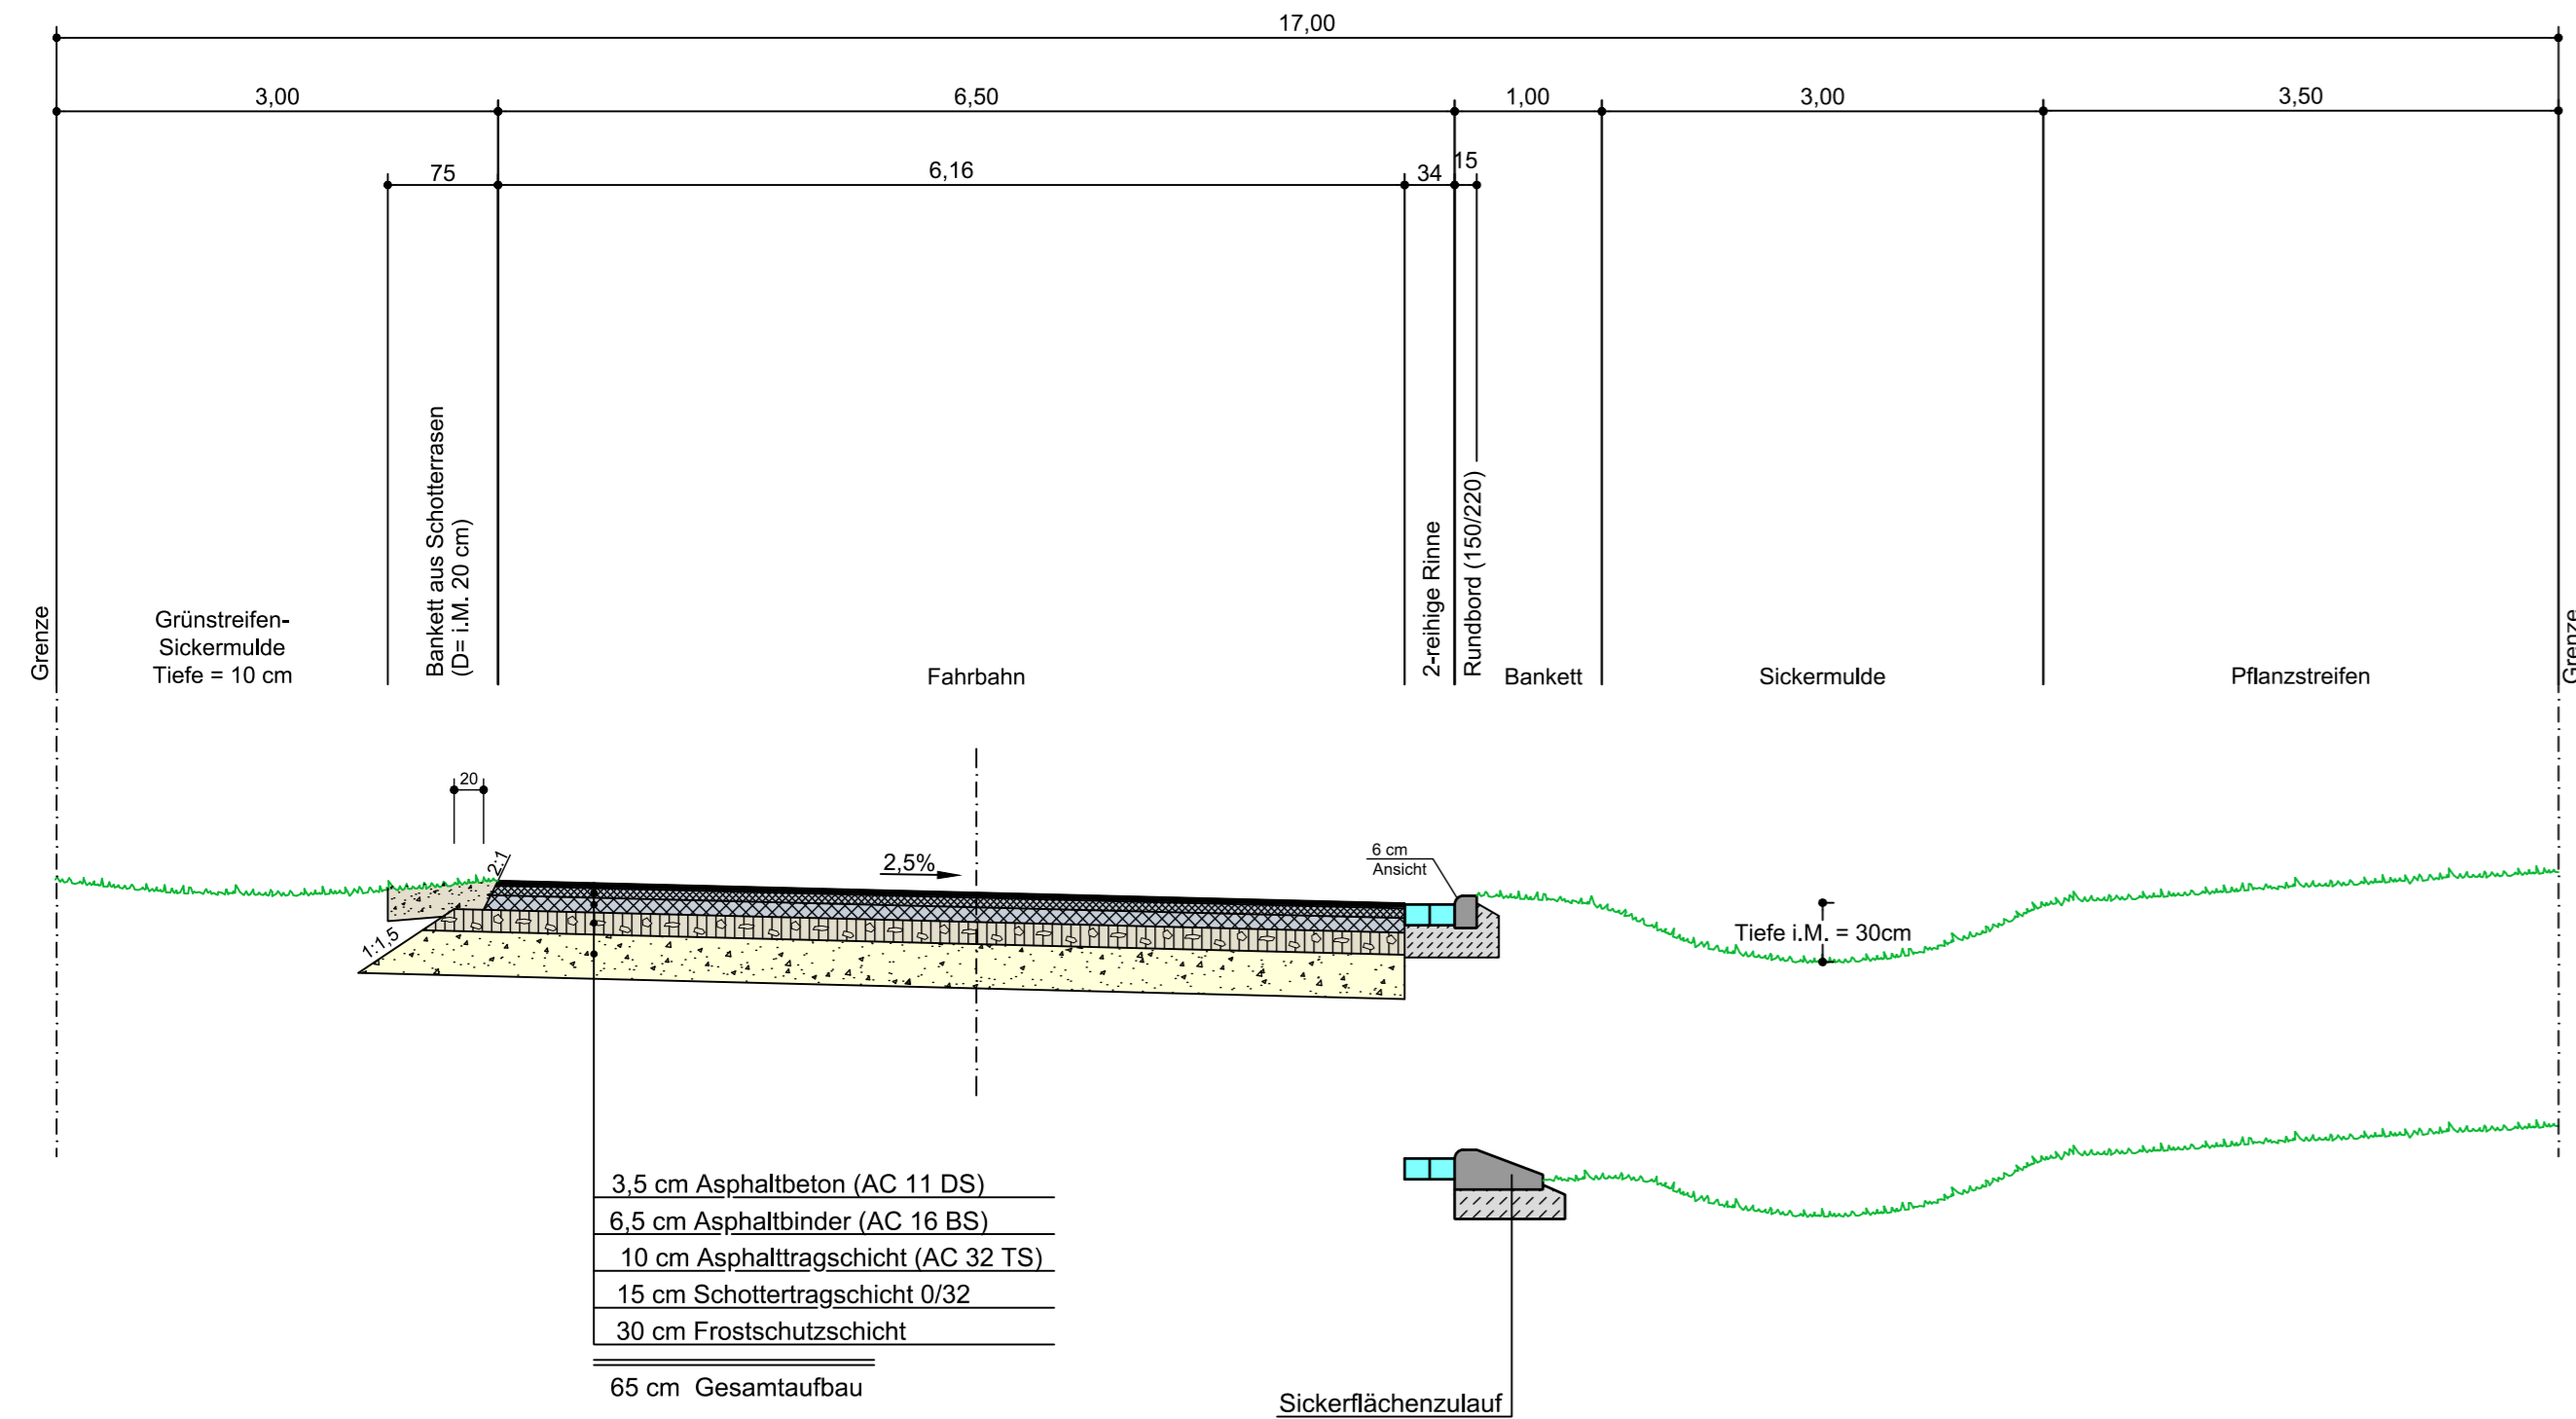 17,00
3,00
6,50
1,00
3,00
3,50
75
6,16
34
15
Grenze
Grünstreifen-
Sickermulde
Tiefe = 10 cm
Bankett aus Schotterrasen
(D= i.M. 20 cm)
Fahrbahn
2-reihige Rinne
Rundbord (150/220)
Bankett
Sickermulde
Pflanzstreifen
Grenze
20
2:1
2,5%
6 cm
Ansicht
1:1,5
Tiefe i.M. = 30cm
3,5 cm Asphaltbeton (AC 11 DS)
6,5 cm Asphaltbinder (AC 16 BS)
10 cm Asphalttragschicht (AC 32 TS)
15 cm Schottertragschicht 0/32
30 cm Frostschutzschicht
65 cm Gesamtaufbau
Sickerflächenzulauf